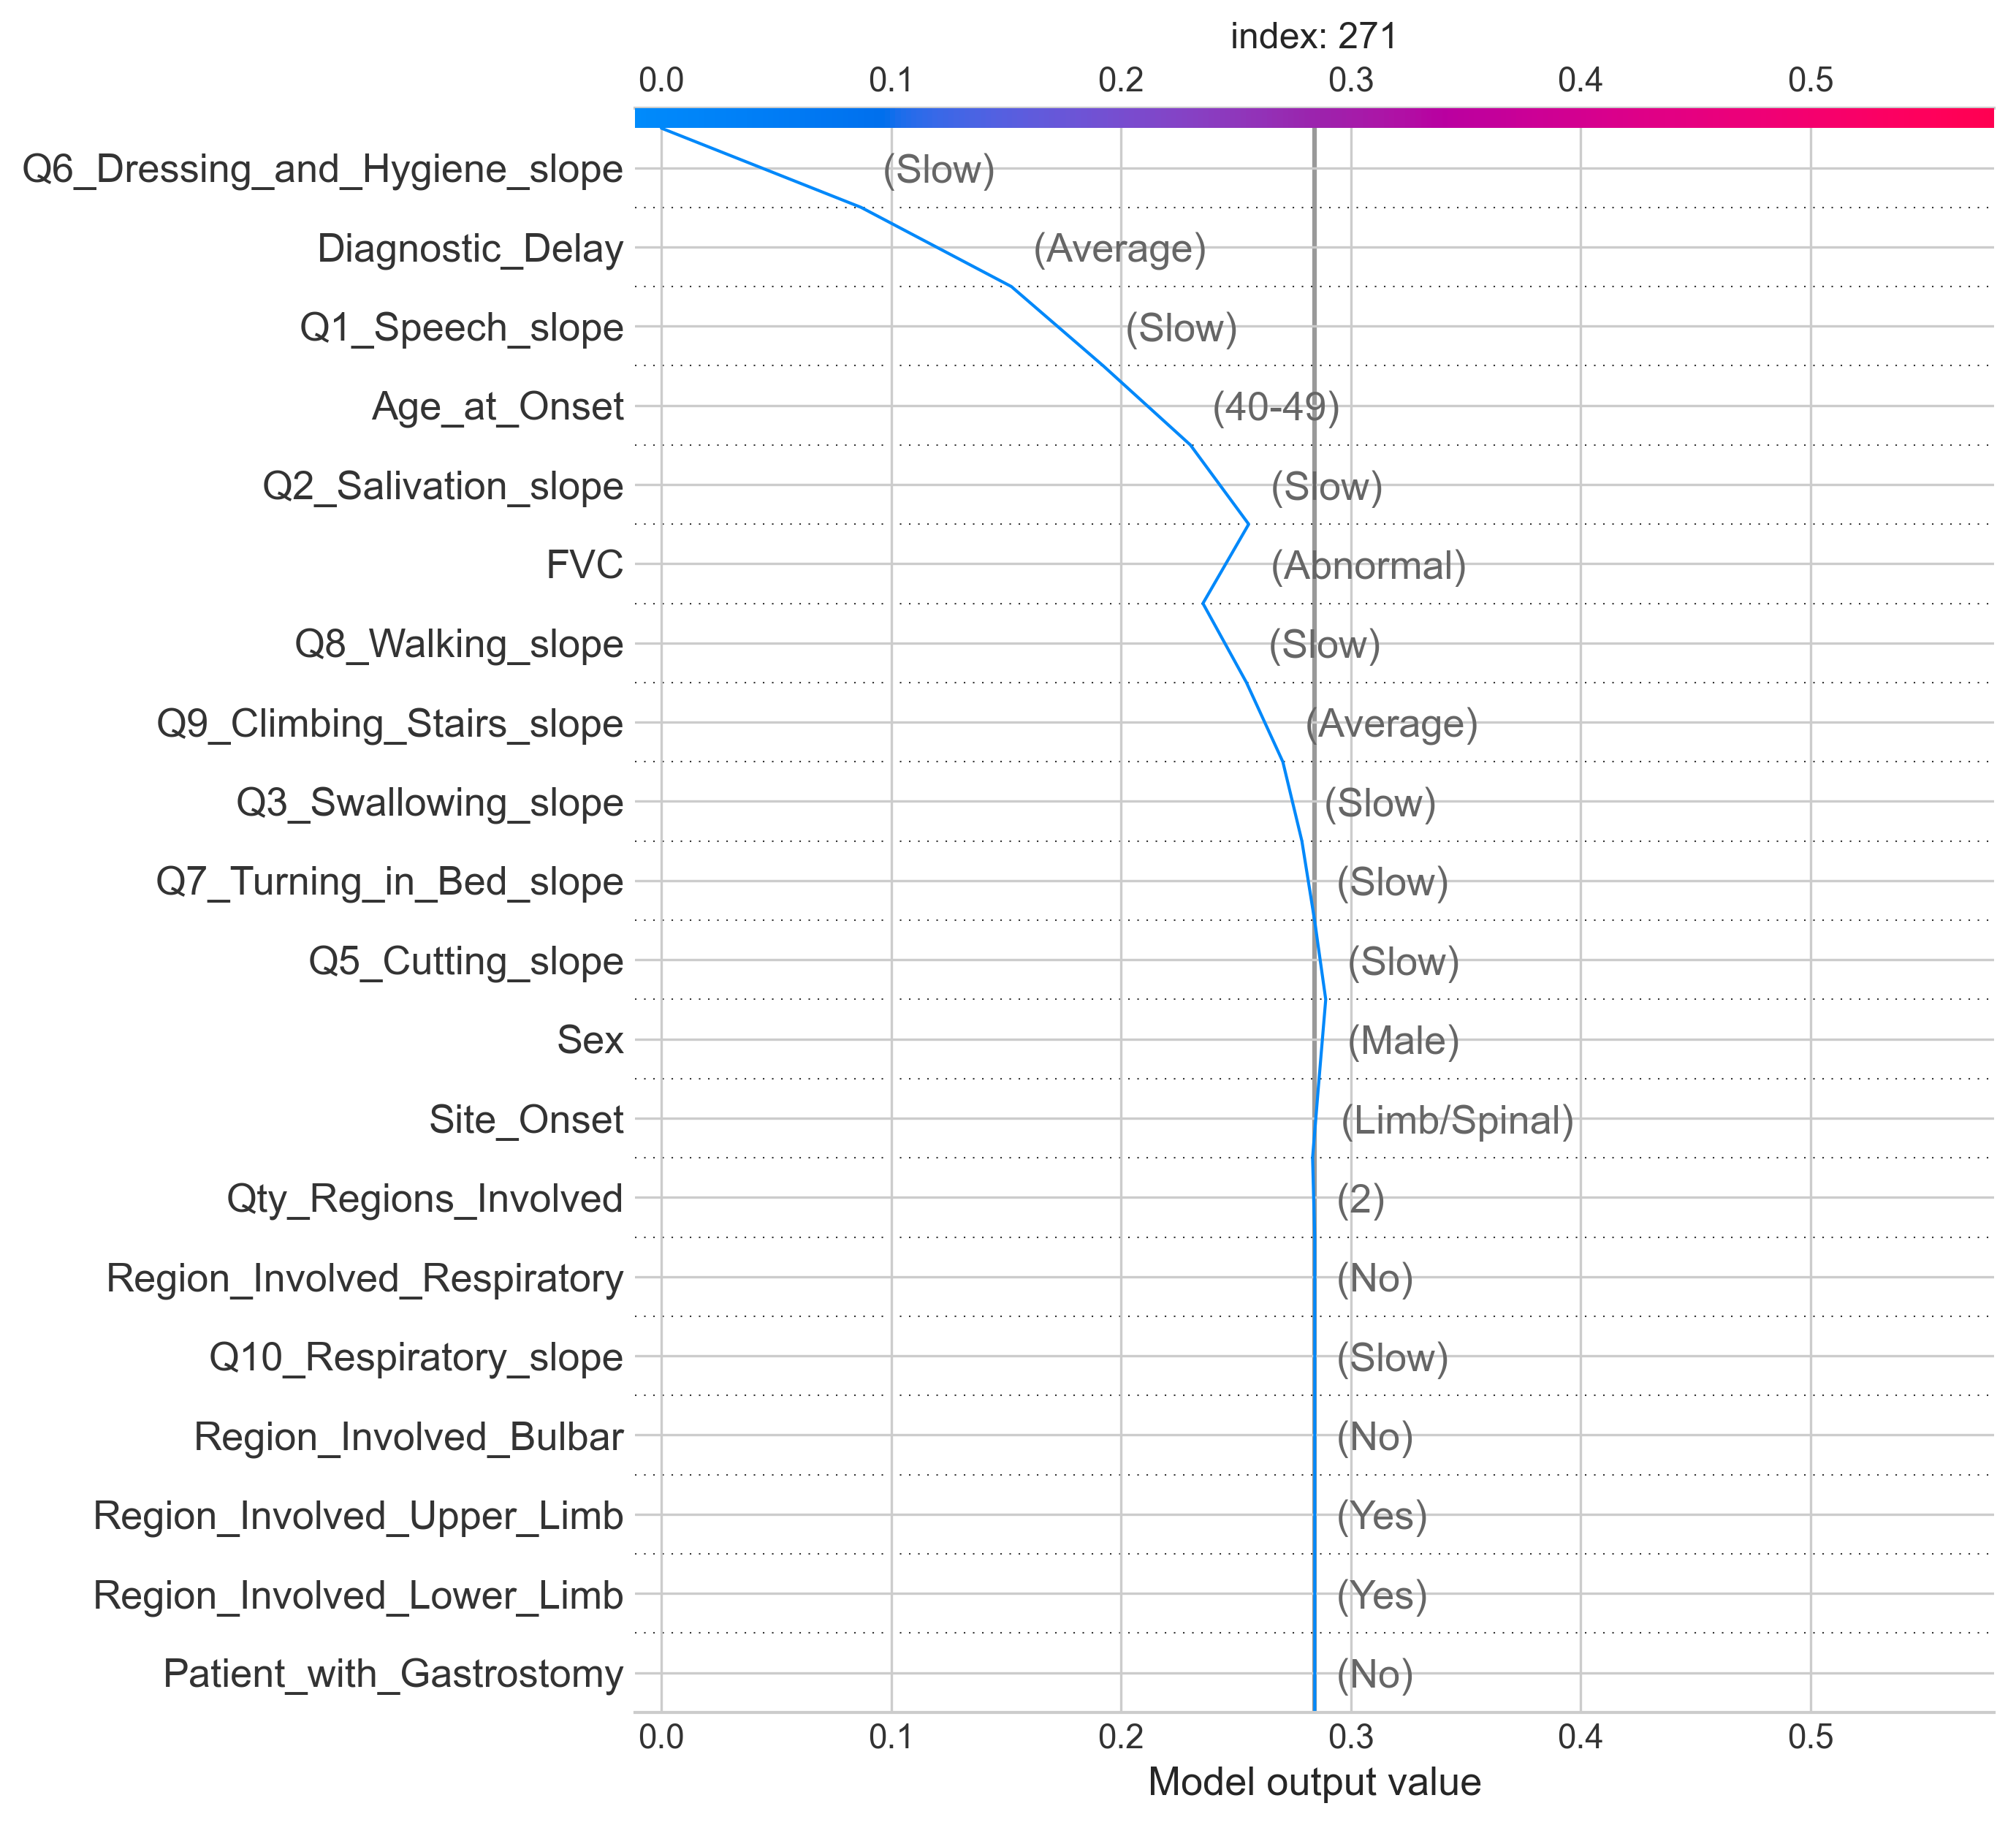 index: 271
0.0 0.1 0.2 0.3 0.4 0.5
Q6_Dressing_and_Hygiene_slope (Slow)
Diagnostic_Delay (Average)
Q1_Speech_slope (Slow)
Age_at_Onset (40-49)
Q2_Salivation_slope (Slow)
FVC (Abnormal)
Q8_Walking_slope (Slow)
Q9_Climbing_Stairs_slope (Average)
Q3_Swallowing_slope (Slow)
Q7_Turning_in_Bed_slope (Slow)
Q5_Cutting_slope (Slow)
Sex (Male)
Site_Onset (Limb/Spinal)
Qty_Regions_Involved (2)
Region_Involved_Respiratory (No)
Q10_Respiratory_slope (Slow)
Region_Involved_Bulbar (No)
Region_Involved_Upper_Limb (Yes)
Region_Involved_Lower_Limb (Yes)
Patient_with_Gastrostomy (No)
0.0 0.1 0.2 0.3 0.4 0.5
Model output value